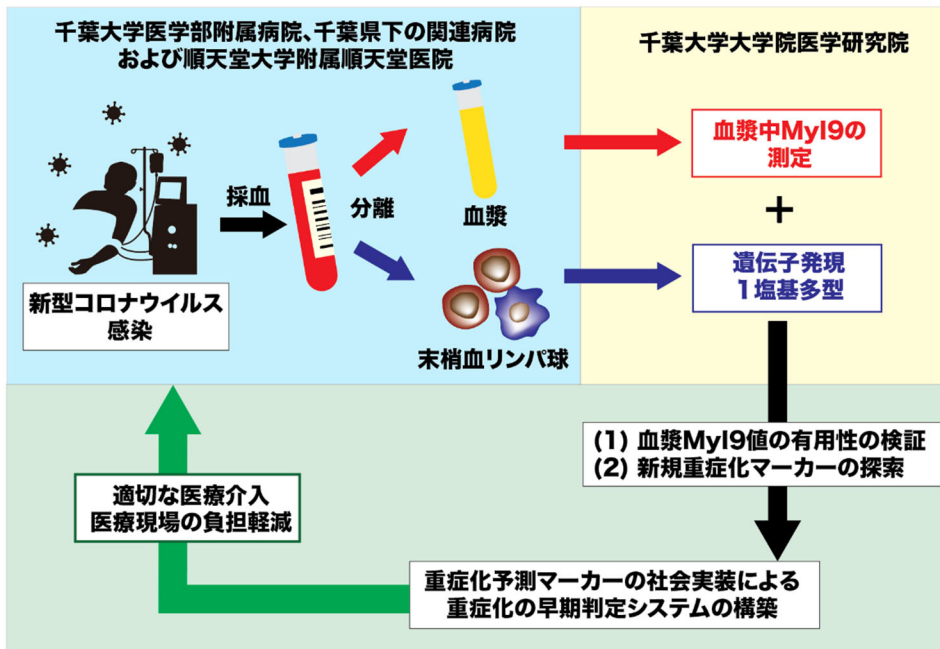 千葉大学医学部附属病院、千葉県下の関連病院
および順天堂大学附属順天堂医院
千葉大学大学院医学研究院
採血
分離
血漿
末梢血リンパ球
新型コロナウイルス
感染
血漿中Myl9の
測定
+
遺伝子発現
1塩基多型
(1) 血漿Myl9値の有用性の検証
(2) 新規重症化マーカーの探索
適切な医療介入
医療現場の負担軽減
重症化予測マーカーの社会実装による
重症化の早期判定システムの構築